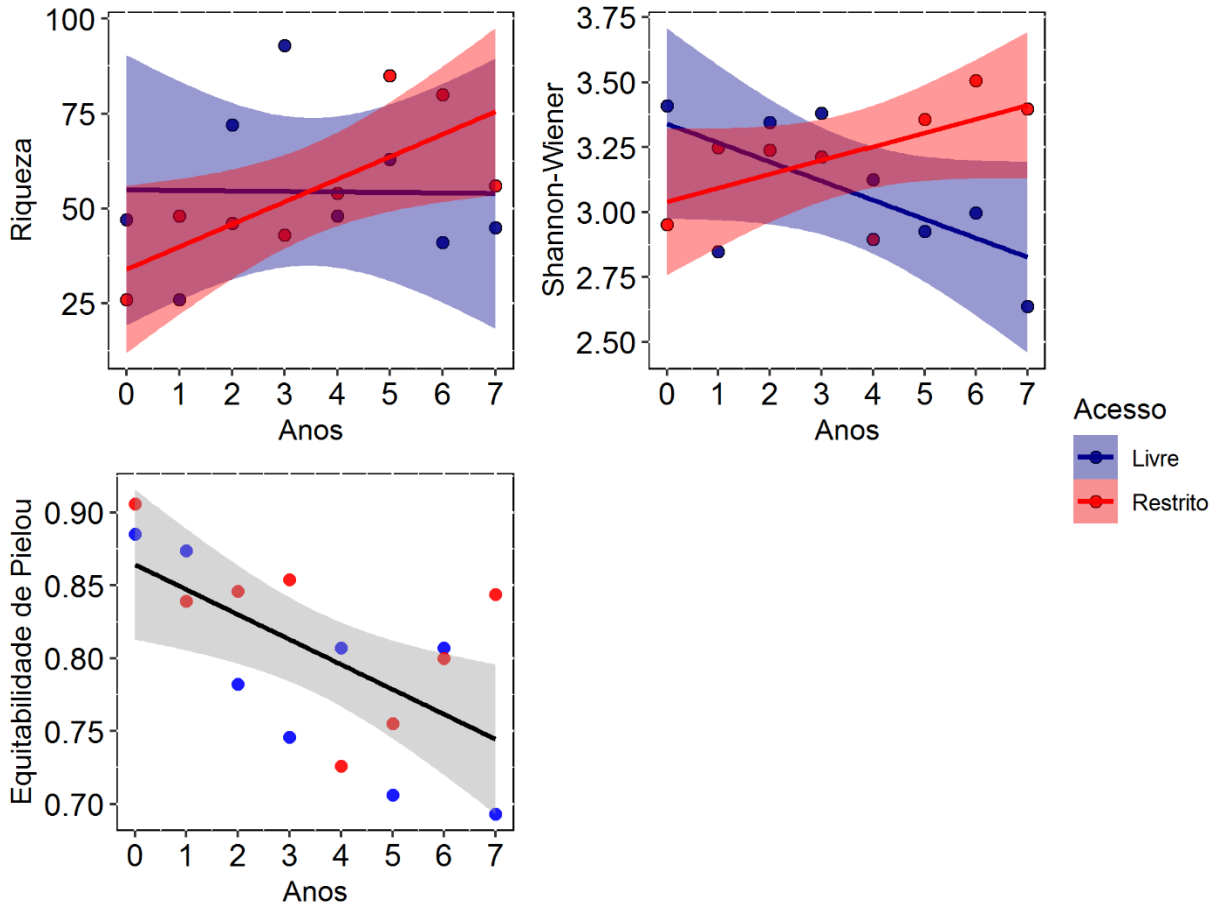 Riqueza
100
75
50
25
0 1 2 3 4 5 6 7
Anos
Shannon-Wiener
3.75
3.50
3.25
3.00
2.75
2.50
0 1 2 3 4 5 6 7
Anos
Equitabilidade de Pielou
0.90
0.85
0.80
0.75
0.70
0 1 2 3 4 5 6 7
Anos
Acesso
Livre
Restrito